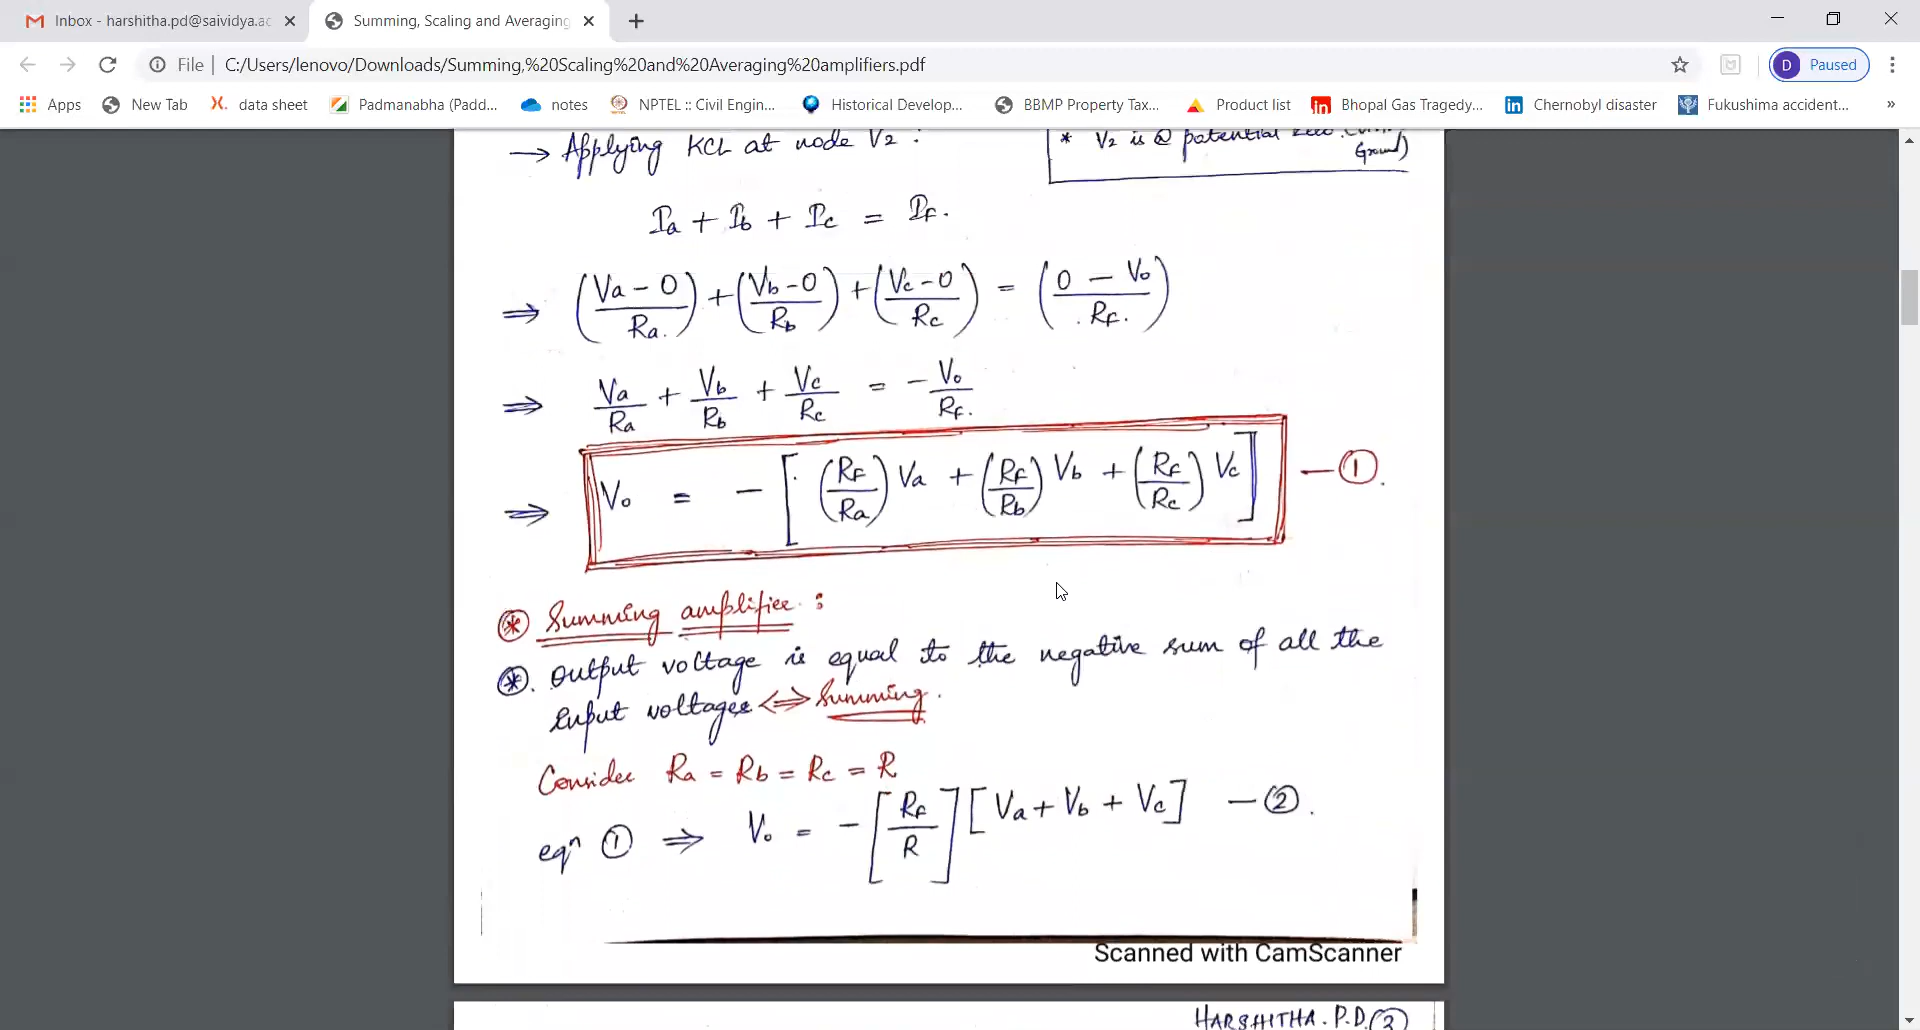 Inbox - harshitha.pd@saividya.ac
Summing, Scaling and Averaging
File | C:/Users/lenovo/Downloads/Summing,%20Scaling%20and%20Averaging%20amplifiers.pdf
D Paused
Apps New Tab data sheet Padmanabha (Padd... notes NPTEL :: Civil Engin... Historical Develop... BBMP Property Tax... Product list Bhopal Gas Tragedy... Chernobyl disaster Fukushima accident... »
→ Applying KCL at node V2 :
* V2 is @ potential
Ground)
Ia + Ib + Ic = IF.
⇒ (Va - 0 / Ra.) + (Vb - 0 / Rb) + (Vc - 0 / Rc) = (0 - Vo / RF.)
⇒ Va/Ra + Vb/Rb + Vc/Rc = - Vo/RF.
⇒ Vo = - [(RF/Ra) Va + (RF/Rb) Vb + (RF/Rc) Vc] — ①.
* Summing amplifier :
*. Output voltage is equal to the negative sum of all the
input voltages <=> Summing.
Consider Ra = Rb = Rc = R
eqn ① ⇒ Vo = - [RF/R] [Va + Vb + Vc] — ②.
Scanned with CamScanner
HARSHITHA. P.D. ③